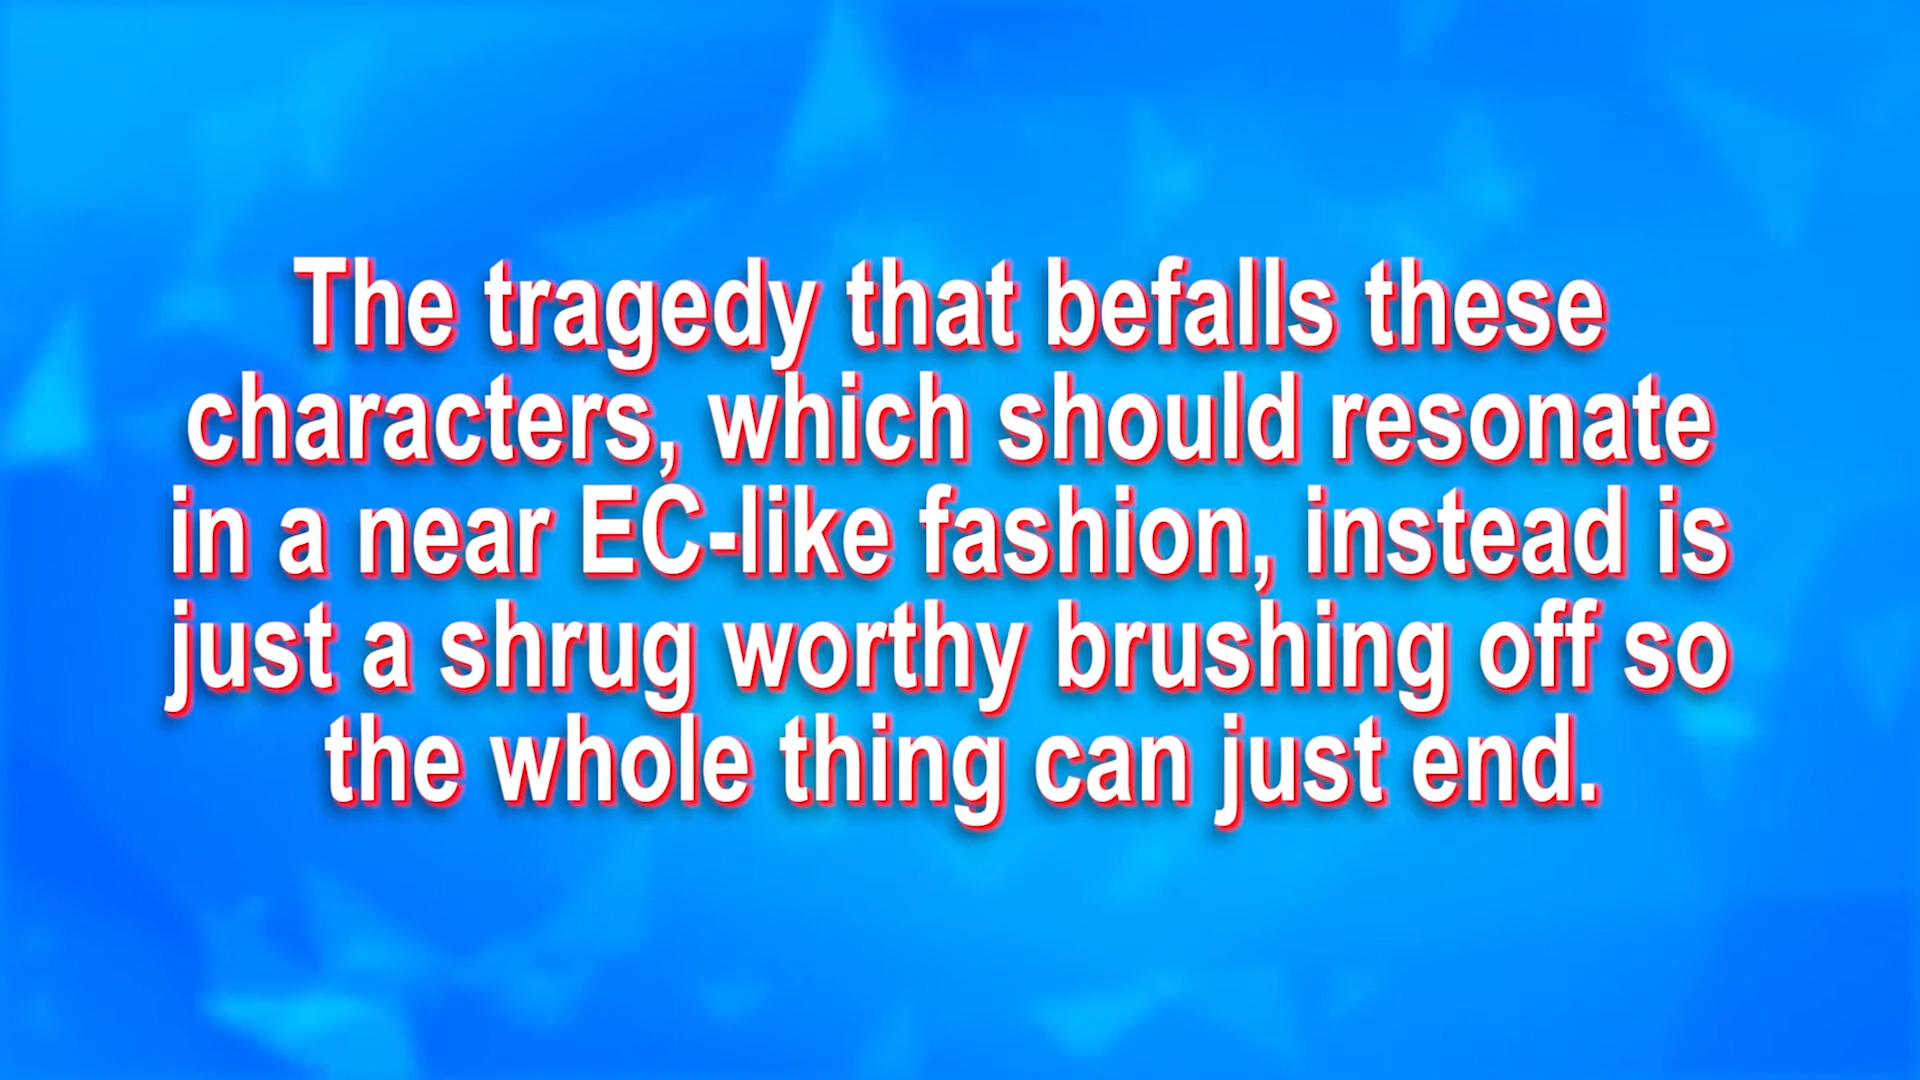 The tragedy that befalls these
characters, which should resonate
in a near EC-like fashion, instead is
just a shrug worthy brushing off so
the whole thing can just end.